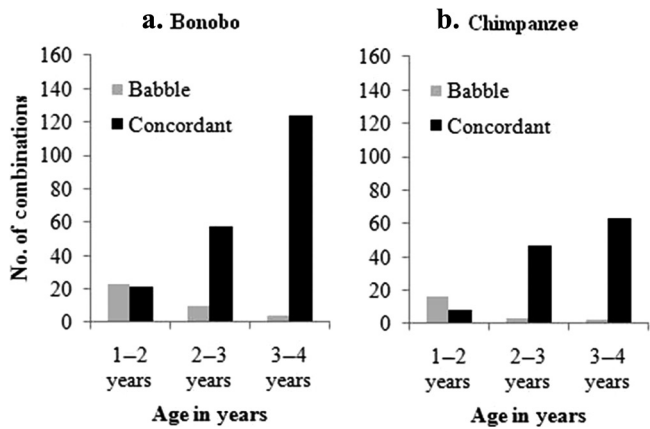 a. Bonobo
No. of combinations
160
140
120
100
80
60
40
20
0
Babble
Concordant
1–2 years
2–3 years
3–4 years
Age in years
b. Chimpanzee
160
140
120
100
80
60
40
20
0
Babble
Concordant
1–2 years
2–3 years
3–4 years
Age in years